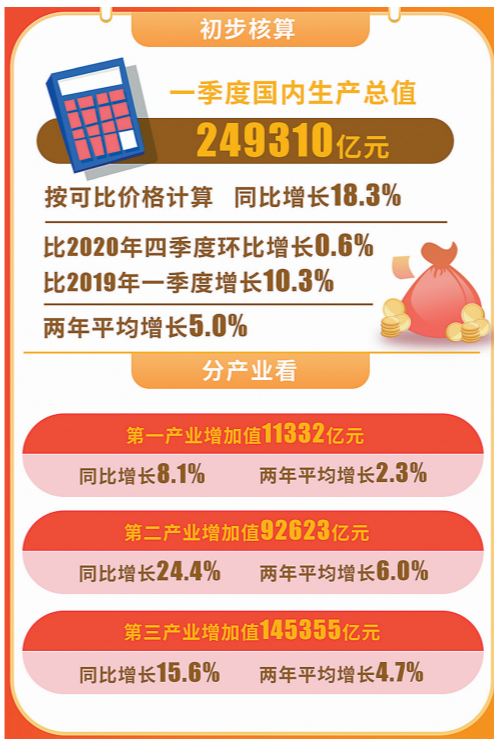 初步核算
一季度国内生产总值
249310亿元
按可比价格计算 同比增长18.3%
比2020年四季度环比增长0.6%
比2019年一季度增长10.3%
两年平均增长5.0%
分产业看
第一产业增加值11332亿元
同比增长8.1% 两年平均增长2.3%
第二产业增加值92623亿元
同比增长24.4% 两年平均增长6.0%
第三产业增加值145355亿元
同比增长15.6% 两年平均增长4.7%